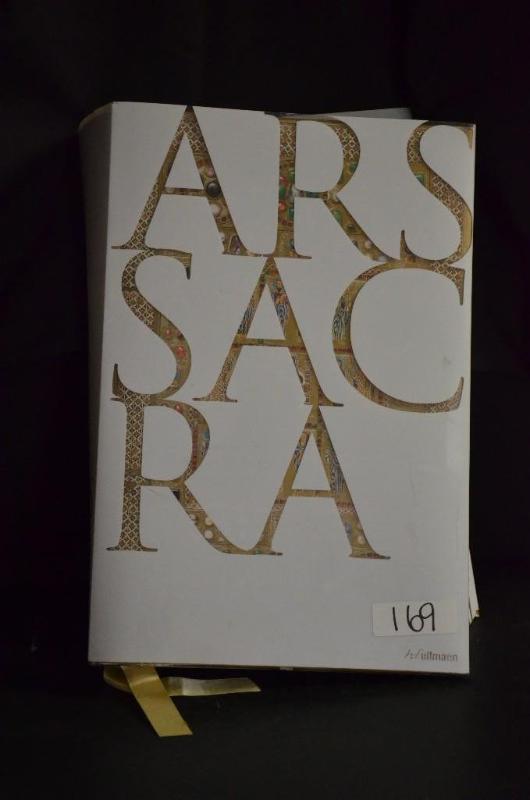 ARS
SAC
RA
169
h.f.ullmann